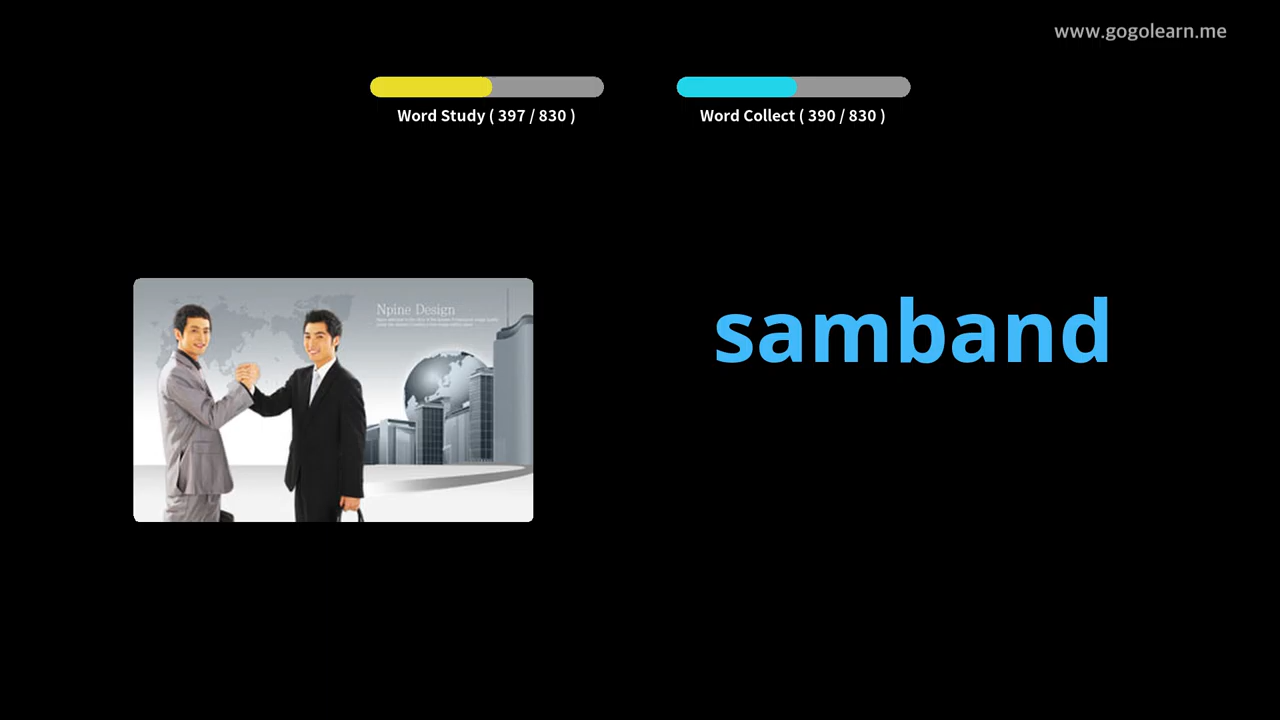 www.gogolearn.me
Word Study ( 397 / 830 )
Word Collect ( 390 / 830 )
Npine Design
samband